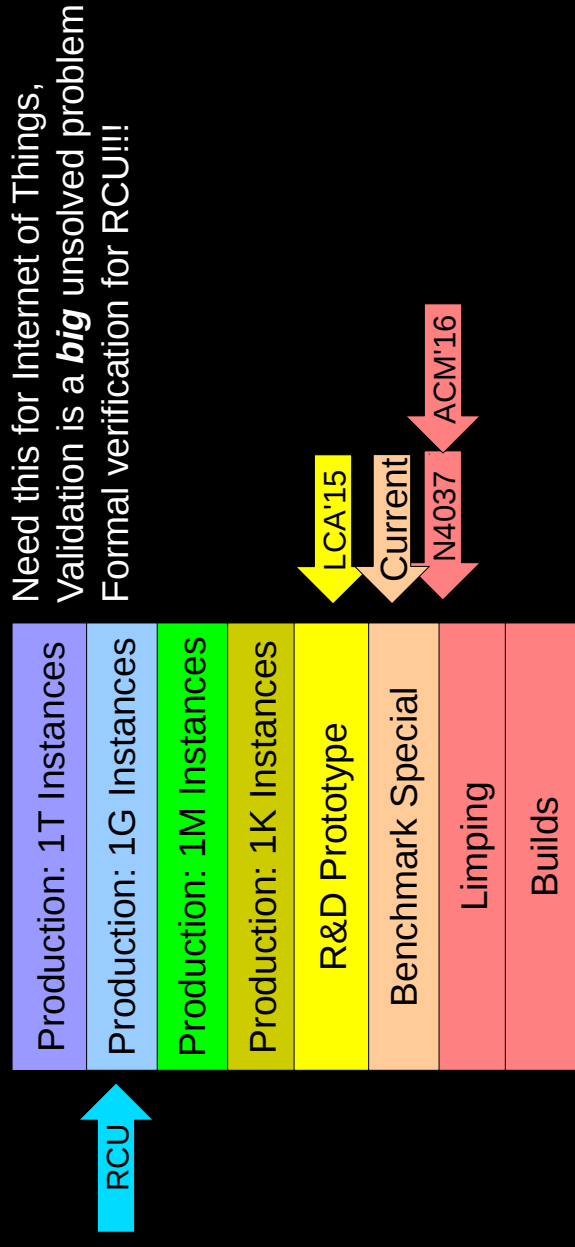 Need this for Internet of Things,
Validation is a big unsolved problem
Formal verification for RCU!!!
RCU
Production: 1T Instances
Production: 1G Instances
Production: 1M Instances
Production: 1K Instances
R&D Prototype
Benchmark Special
Limping
Builds
LCA'15
Current
N4037
ACM'16